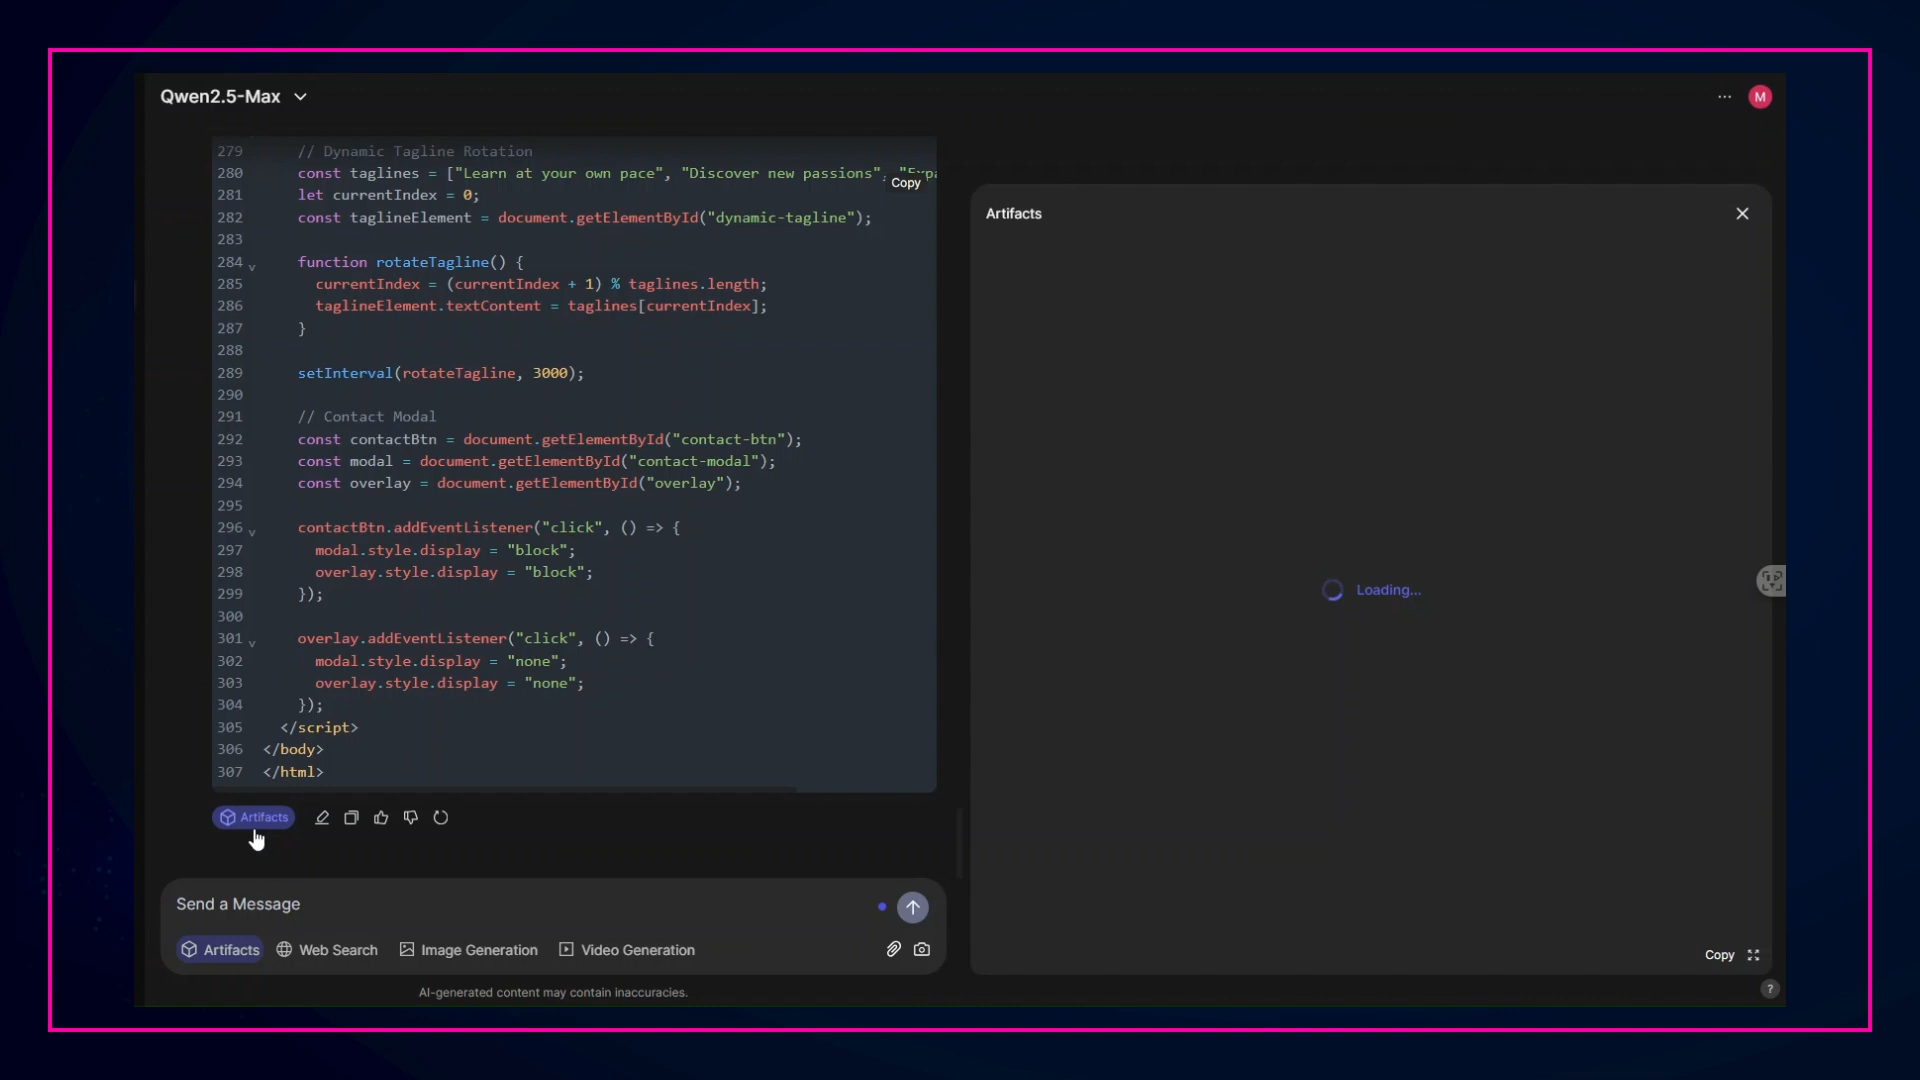 Qwen2.5-Max
M
279 // Dynamic Tagline Rotation
280 const taglines = ["Learn at your own pace", "Discover new passions",
Copy
281 let currentIndex = 0;
282 const taglineElement = document.getElementById("dynamic-tagline");
283
284 function rotateTagline() {
285 currentIndex = (currentIndex + 1) % taglines.length;
286 taglineElement.textContent = taglines[currentIndex];
287 }
288
289 setInterval(rotateTagline, 3000);
290
291 // Contact Modal
292 const contactBtn = document.getElementById("contact-btn");
293 const modal = document.getElementById("contact-modal");
294 const overlay = document.getElementById("overlay");
295
296 contactBtn.addEventListener("click", () => {
297 modal.style.display = "block";
298 overlay.style.display = "block";
299 });
300
301 overlay.addEventListener("click", () => {
302 modal.style.display = "none";
303 overlay.style.display = "none";
304 });
305 </script>
306 </body>
307 </html>
Artifacts
Send a Message
Artifacts Web Search Image Generation Video Generation
AI-generated content may contain inaccuracies.
Artifacts
Loading...
Copy
?